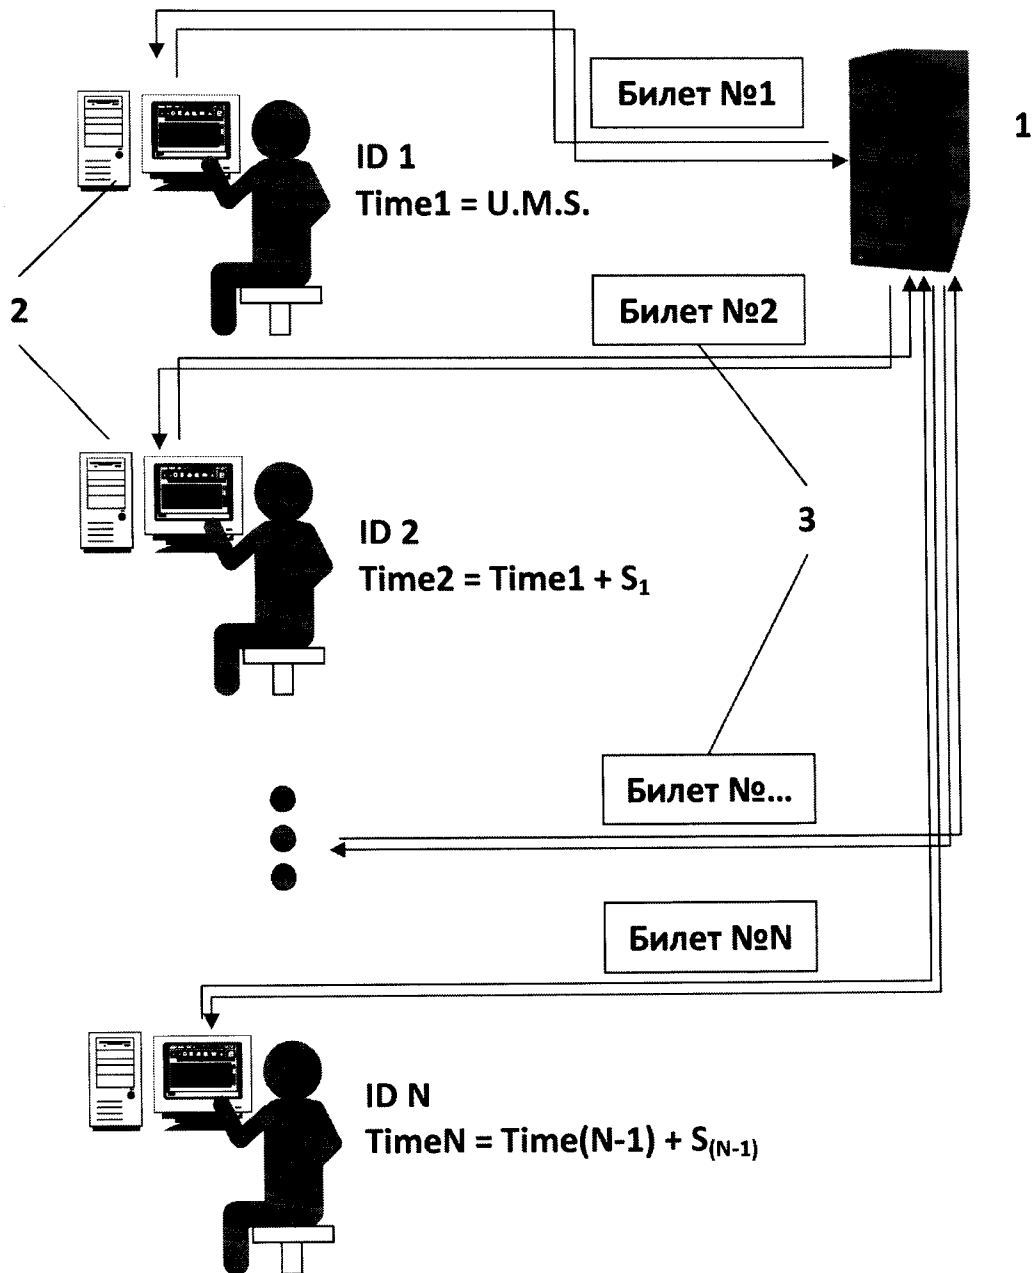 Билет №1
1
ID 1
Time1 = U.M.S.
2
Билет №2
3
ID 2
Time2 = Time1 + S₁
Билет №...
Билет №N
ID N
TimeN = Time(N-1) + S₍N₋₁₎